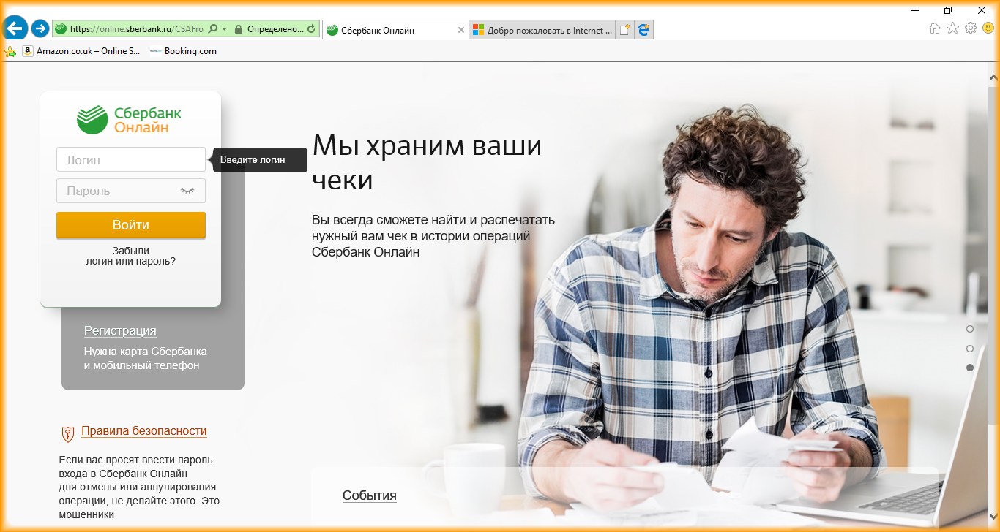 https://online.sberbank.ru/CSAFro
Определено...
Сбербанк Онлайн
Добро пожаловать в Internet ...
Amazon.co.uk – Online S...
Booking.com
Сбербанк
Онлайн
Логин
Введите логин
Пароль
Войти
Забыли
логин или пароль?
Регистрация
Нужна карта Сбербанка
и мобильный телефон
Правила безопасности
Если вас просят ввести пароль
входа в Сбербанк Онлайн
для отмены или аннулирования
операции, не делайте этого. Это
мошенники
Мы храним ваши
чеки
Вы всегда сможете найти и распечатать
нужный вам чек в истории операций
Сбербанк Онлайн
События